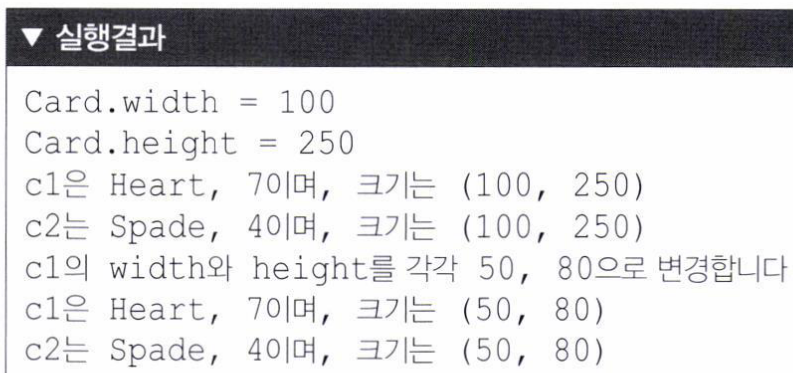 ▼ 실행결과
Card.width = 100
Card.height = 250
c1은 Heart, 7이며, 크기는 (100, 250)
c2는 Spade, 4이며, 크기는 (100, 250)
c1의 width와 height를 각각 50, 80으로 변경합니다
c1은 Heart, 7이며, 크기는 (50, 80)
c2는 Spade, 4이며, 크기는 (50, 80)